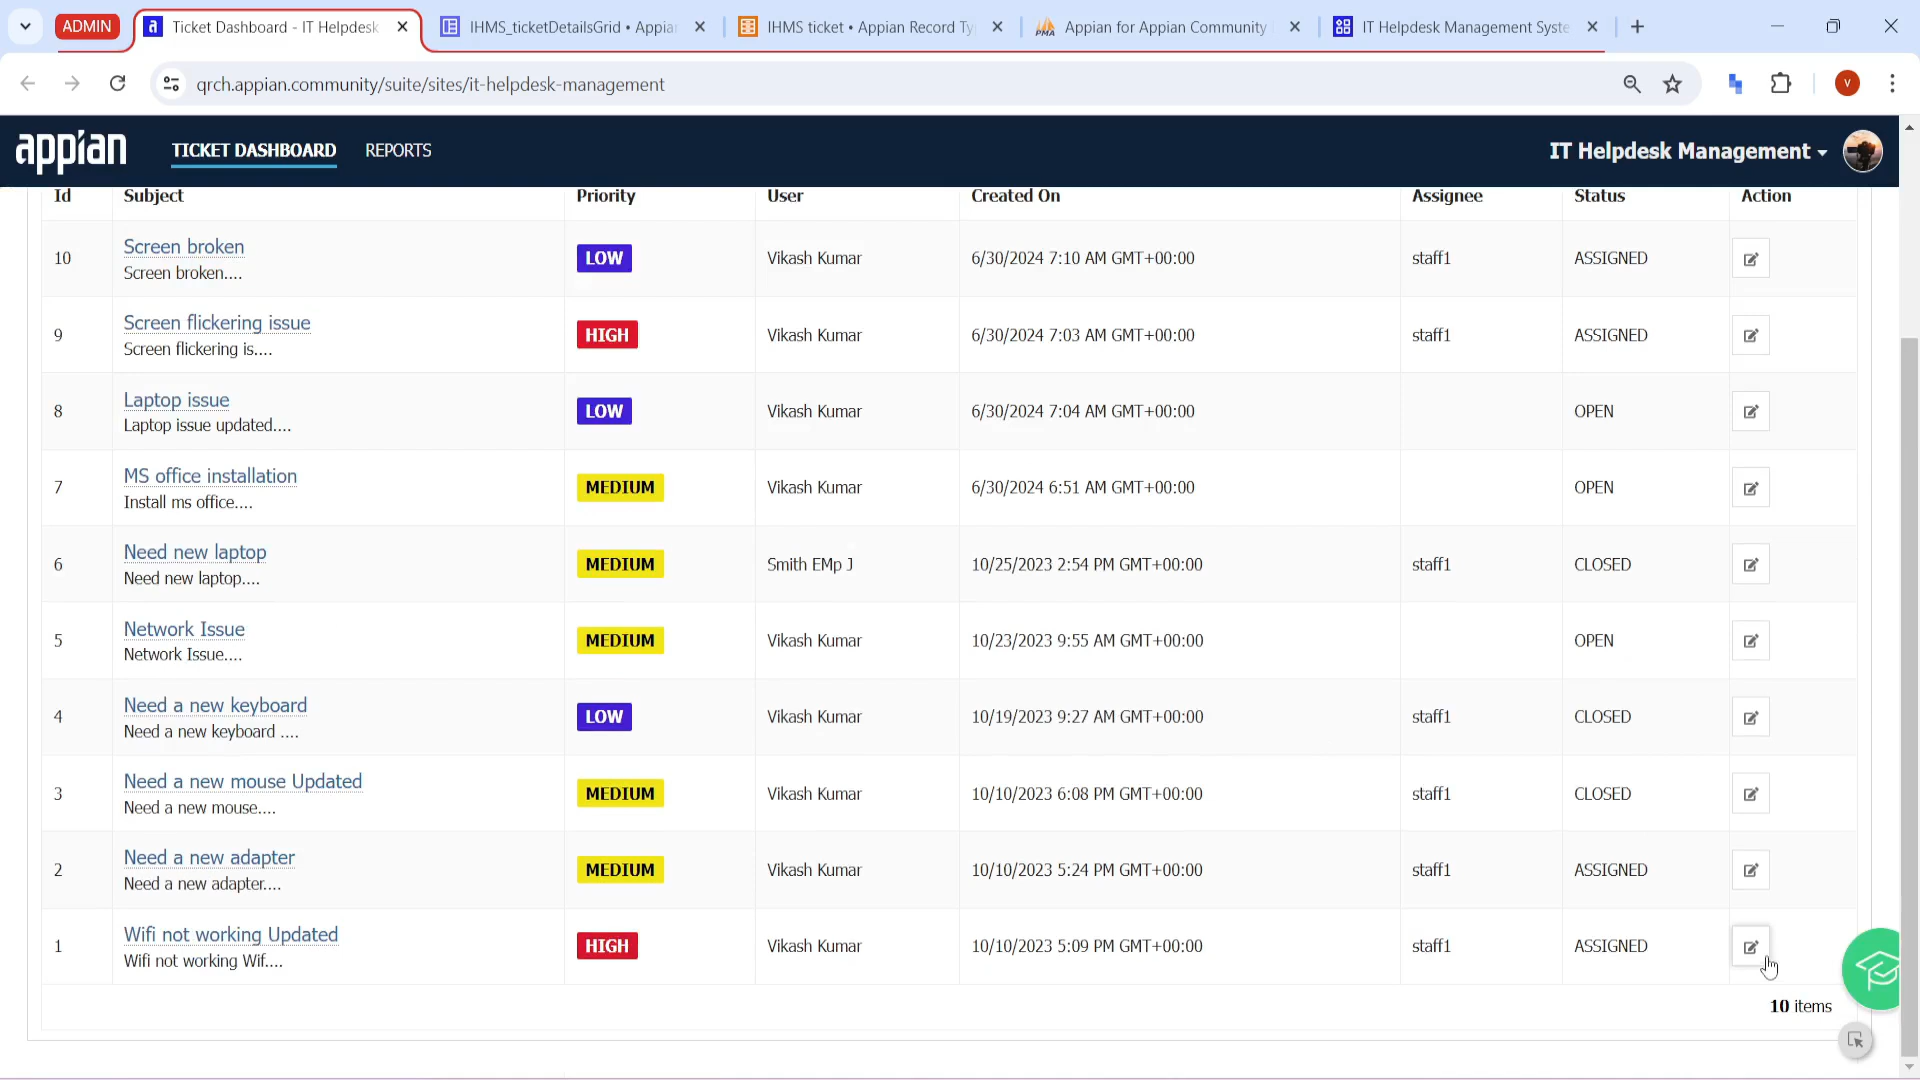 ADMIN
Ticket Dashboard - IT Helpdesk
IHMS_ticketDetailsGrid • Appian
IHMS ticket • Appian Record Ty
PMA
Appian for Appian Community
IT Helpdesk Management Syste
qrch.appian.community/suite/sites/it-helpdesk-management
V
appian
TICKET DASHBOARD
REPORTS
IT Helpdesk Management
Id Subject Priority User Created On Assignee Status Action
10 Screen broken LOW Vikash Kumar 6/30/2024 7:10 AM GMT+00:00 staff1 ASSIGNED
Screen broken....
9 Screen flickering issue HIGH Vikash Kumar 6/30/2024 7:03 AM GMT+00:00 staff1 ASSIGNED
Screen flickering is....
8 Laptop issue LOW Vikash Kumar 6/30/2024 7:04 AM GMT+00:00 OPEN
Laptop issue updated....
7 MS office installation MEDIUM Vikash Kumar 6/30/2024 6:51 AM GMT+00:00 OPEN
Install ms office....
6 Need new laptop MEDIUM Smith EMp J 10/25/2023 2:54 PM GMT+00:00 staff1 CLOSED
Need new laptop....
5 Network Issue MEDIUM Vikash Kumar 10/23/2023 9:55 AM GMT+00:00 OPEN
Network Issue....
4 Need a new keyboard LOW Vikash Kumar 10/19/2023 9:27 AM GMT+00:00 staff1 CLOSED
Need a new keyboard ....
3 Need a new mouse Updated MEDIUM Vikash Kumar 10/10/2023 6:08 PM GMT+00:00 staff1 CLOSED
Need a new mouse....
2 Need a new adapter MEDIUM Vikash Kumar 10/10/2023 5:24 PM GMT+00:00 staff1 ASSIGNED
Need a new adapter....
1 Wifi not working Updated HIGH Vikash Kumar 10/10/2023 5:09 PM GMT+00:00 staff1 ASSIGNED
Wifi not working Wif....
10 items